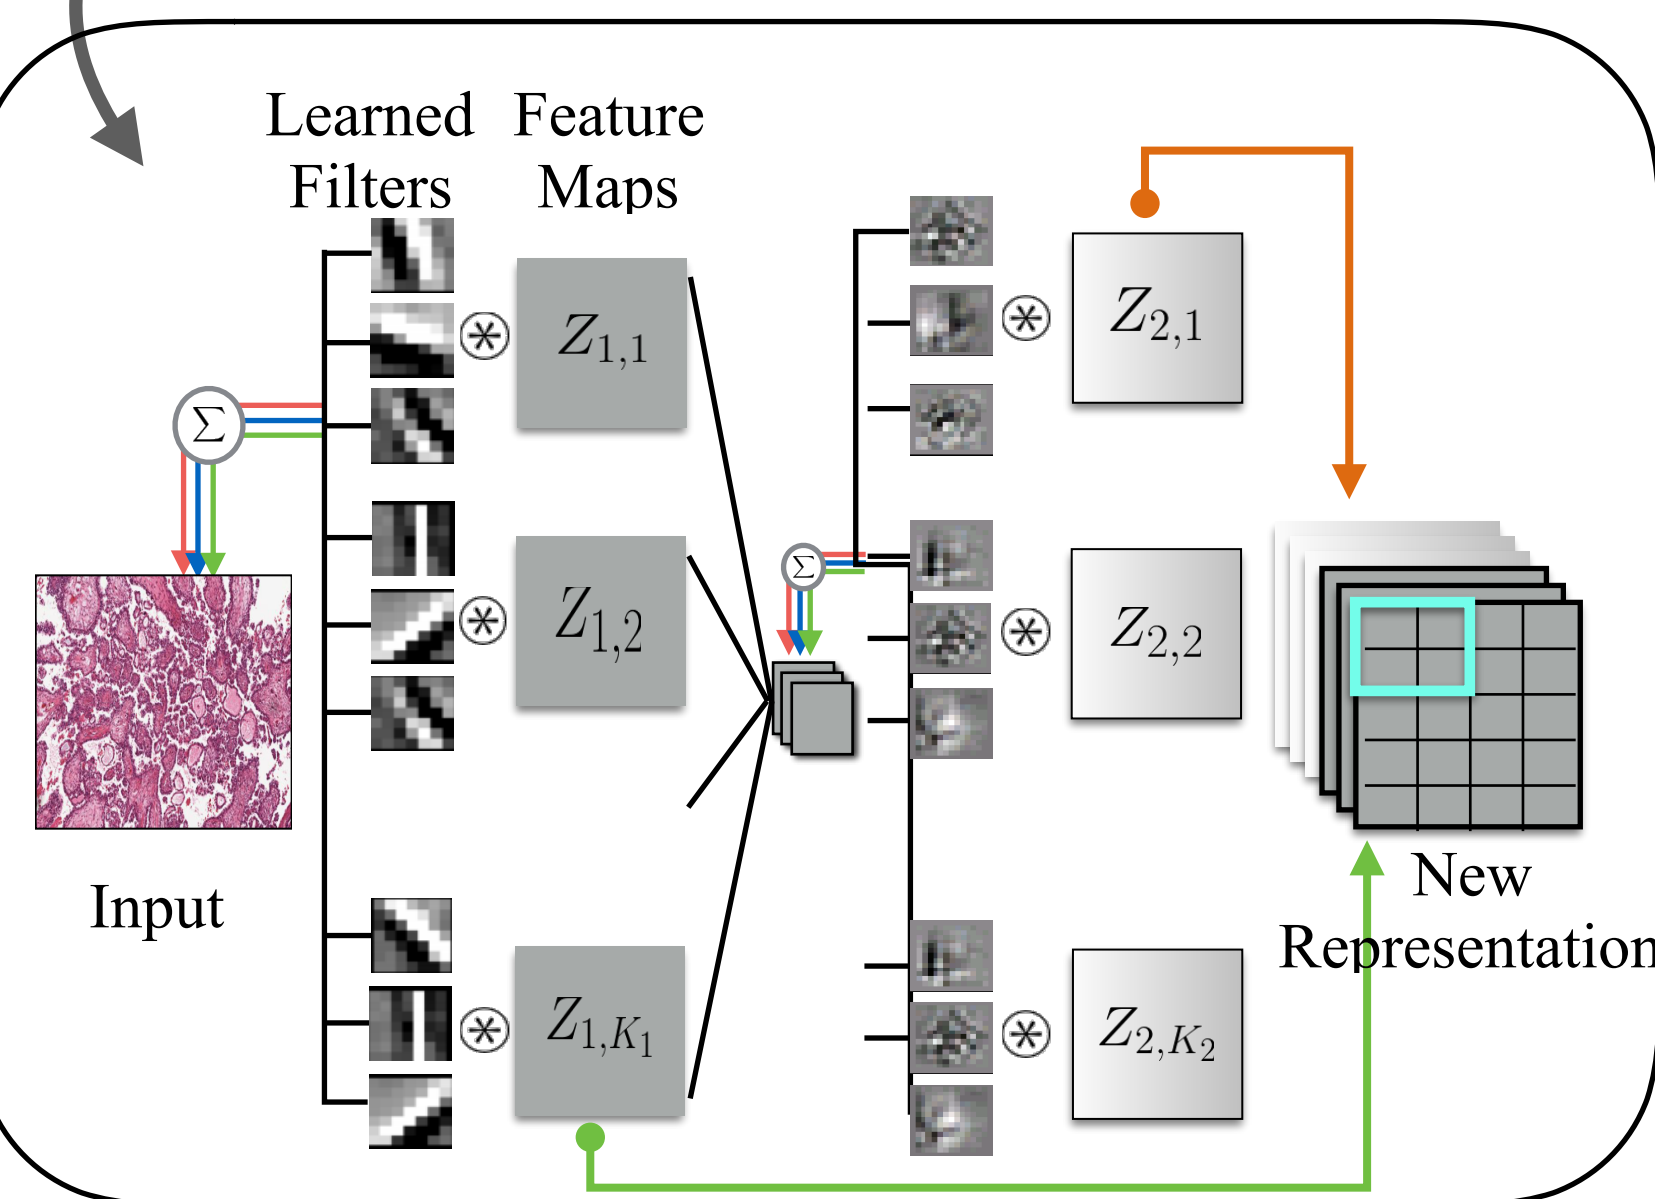 Learned
Filters
Feature
Maps
Z1,1
Z2,1
Σ
Z1,2
Σ
Z2,2
Input
New
Representation
Z1,K1
Z2,K2